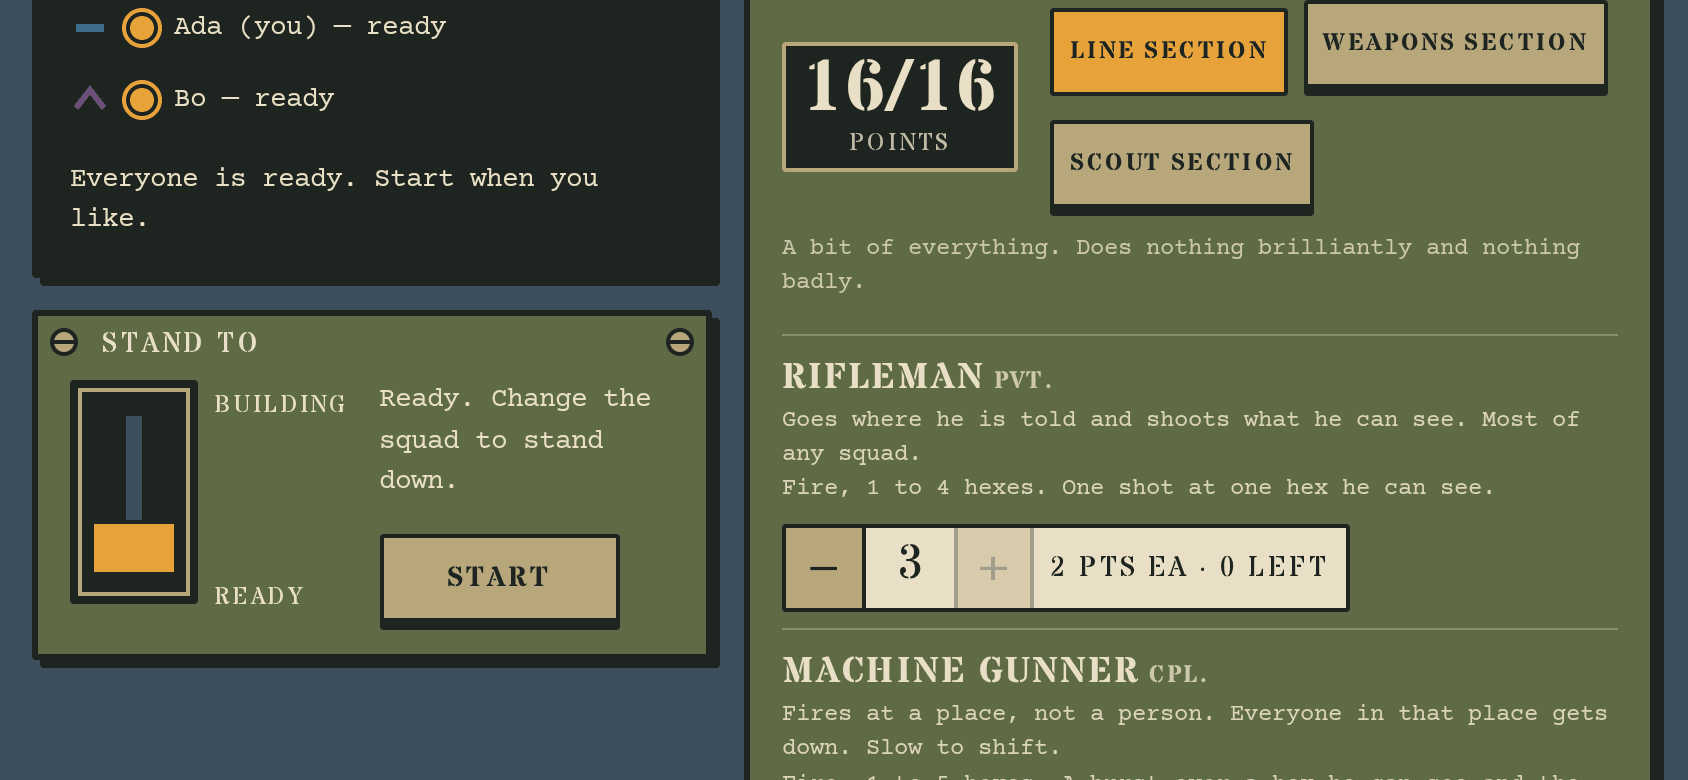 Ada (you) — ready
Bo — ready
Everyone is ready. Start when you
like.
STAND TO
BUILDING
READY
Ready. Change the
squad to stand
down.
START
16/16
POINTS
LINE SECTION
WEAPONS SECTION
SCOUT SECTION
A bit of everything. Does nothing brilliantly and nothing
badly.
RIFLEMAN PVT.
Goes where he is told and shoots what he can see. Most of
any squad.
Fire, 1 to 4 hexes. One shot at one hex he can see.
− 3 + 2 PTS EA · 0 LEFT
MACHINE GUNNER CPL.
Fires at a place, not a person. Everyone in that place gets
down. Slow to shift.